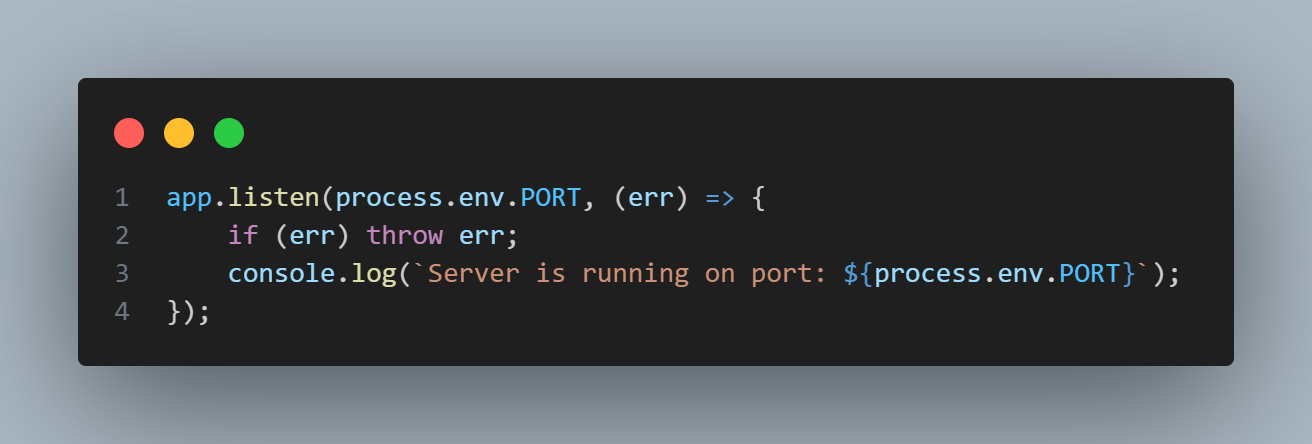 1 app.listen(process.env.PORT, (err) => {
2     if (err) throw err;
3     console.log(`Server is running on port: ${process.env.PORT}`);
4 });